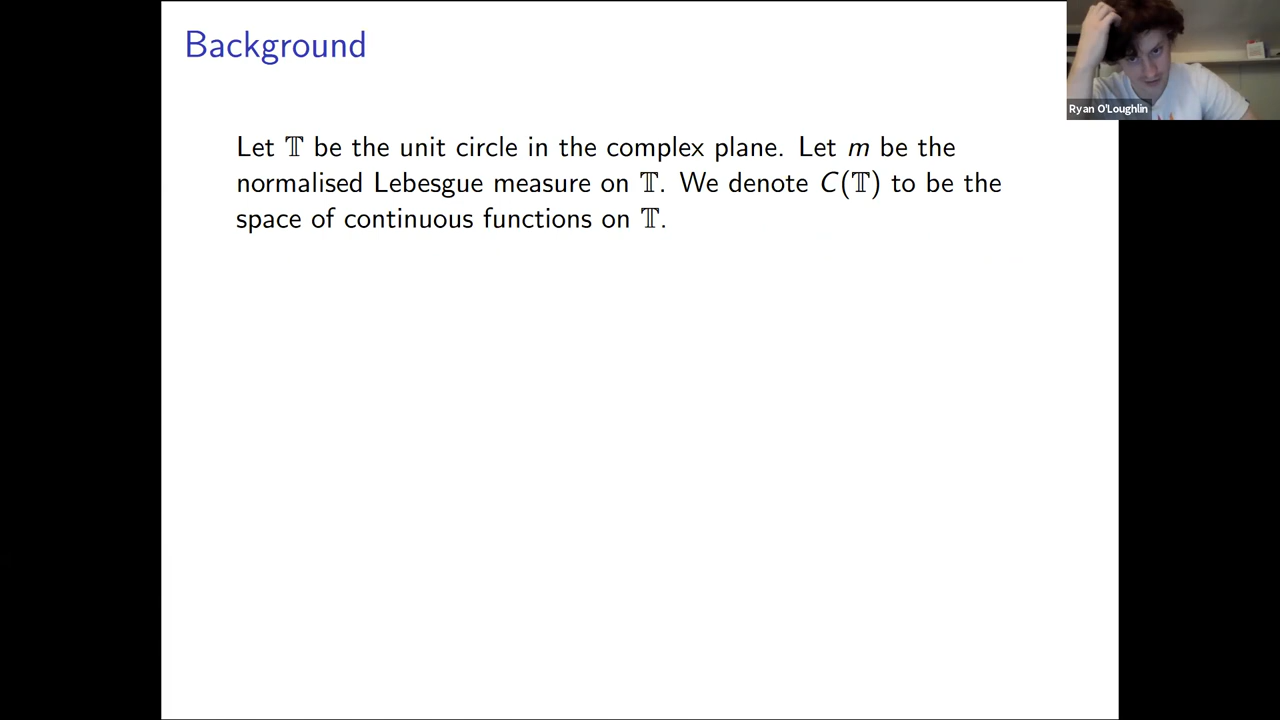 Background
Ryan O'Loughlin
Let 𝕋 be the unit circle in the complex plane. Let m be the
normalised Lebesgue measure on 𝕋. We denote C(𝕋) to be the
space of continuous functions on 𝕋.